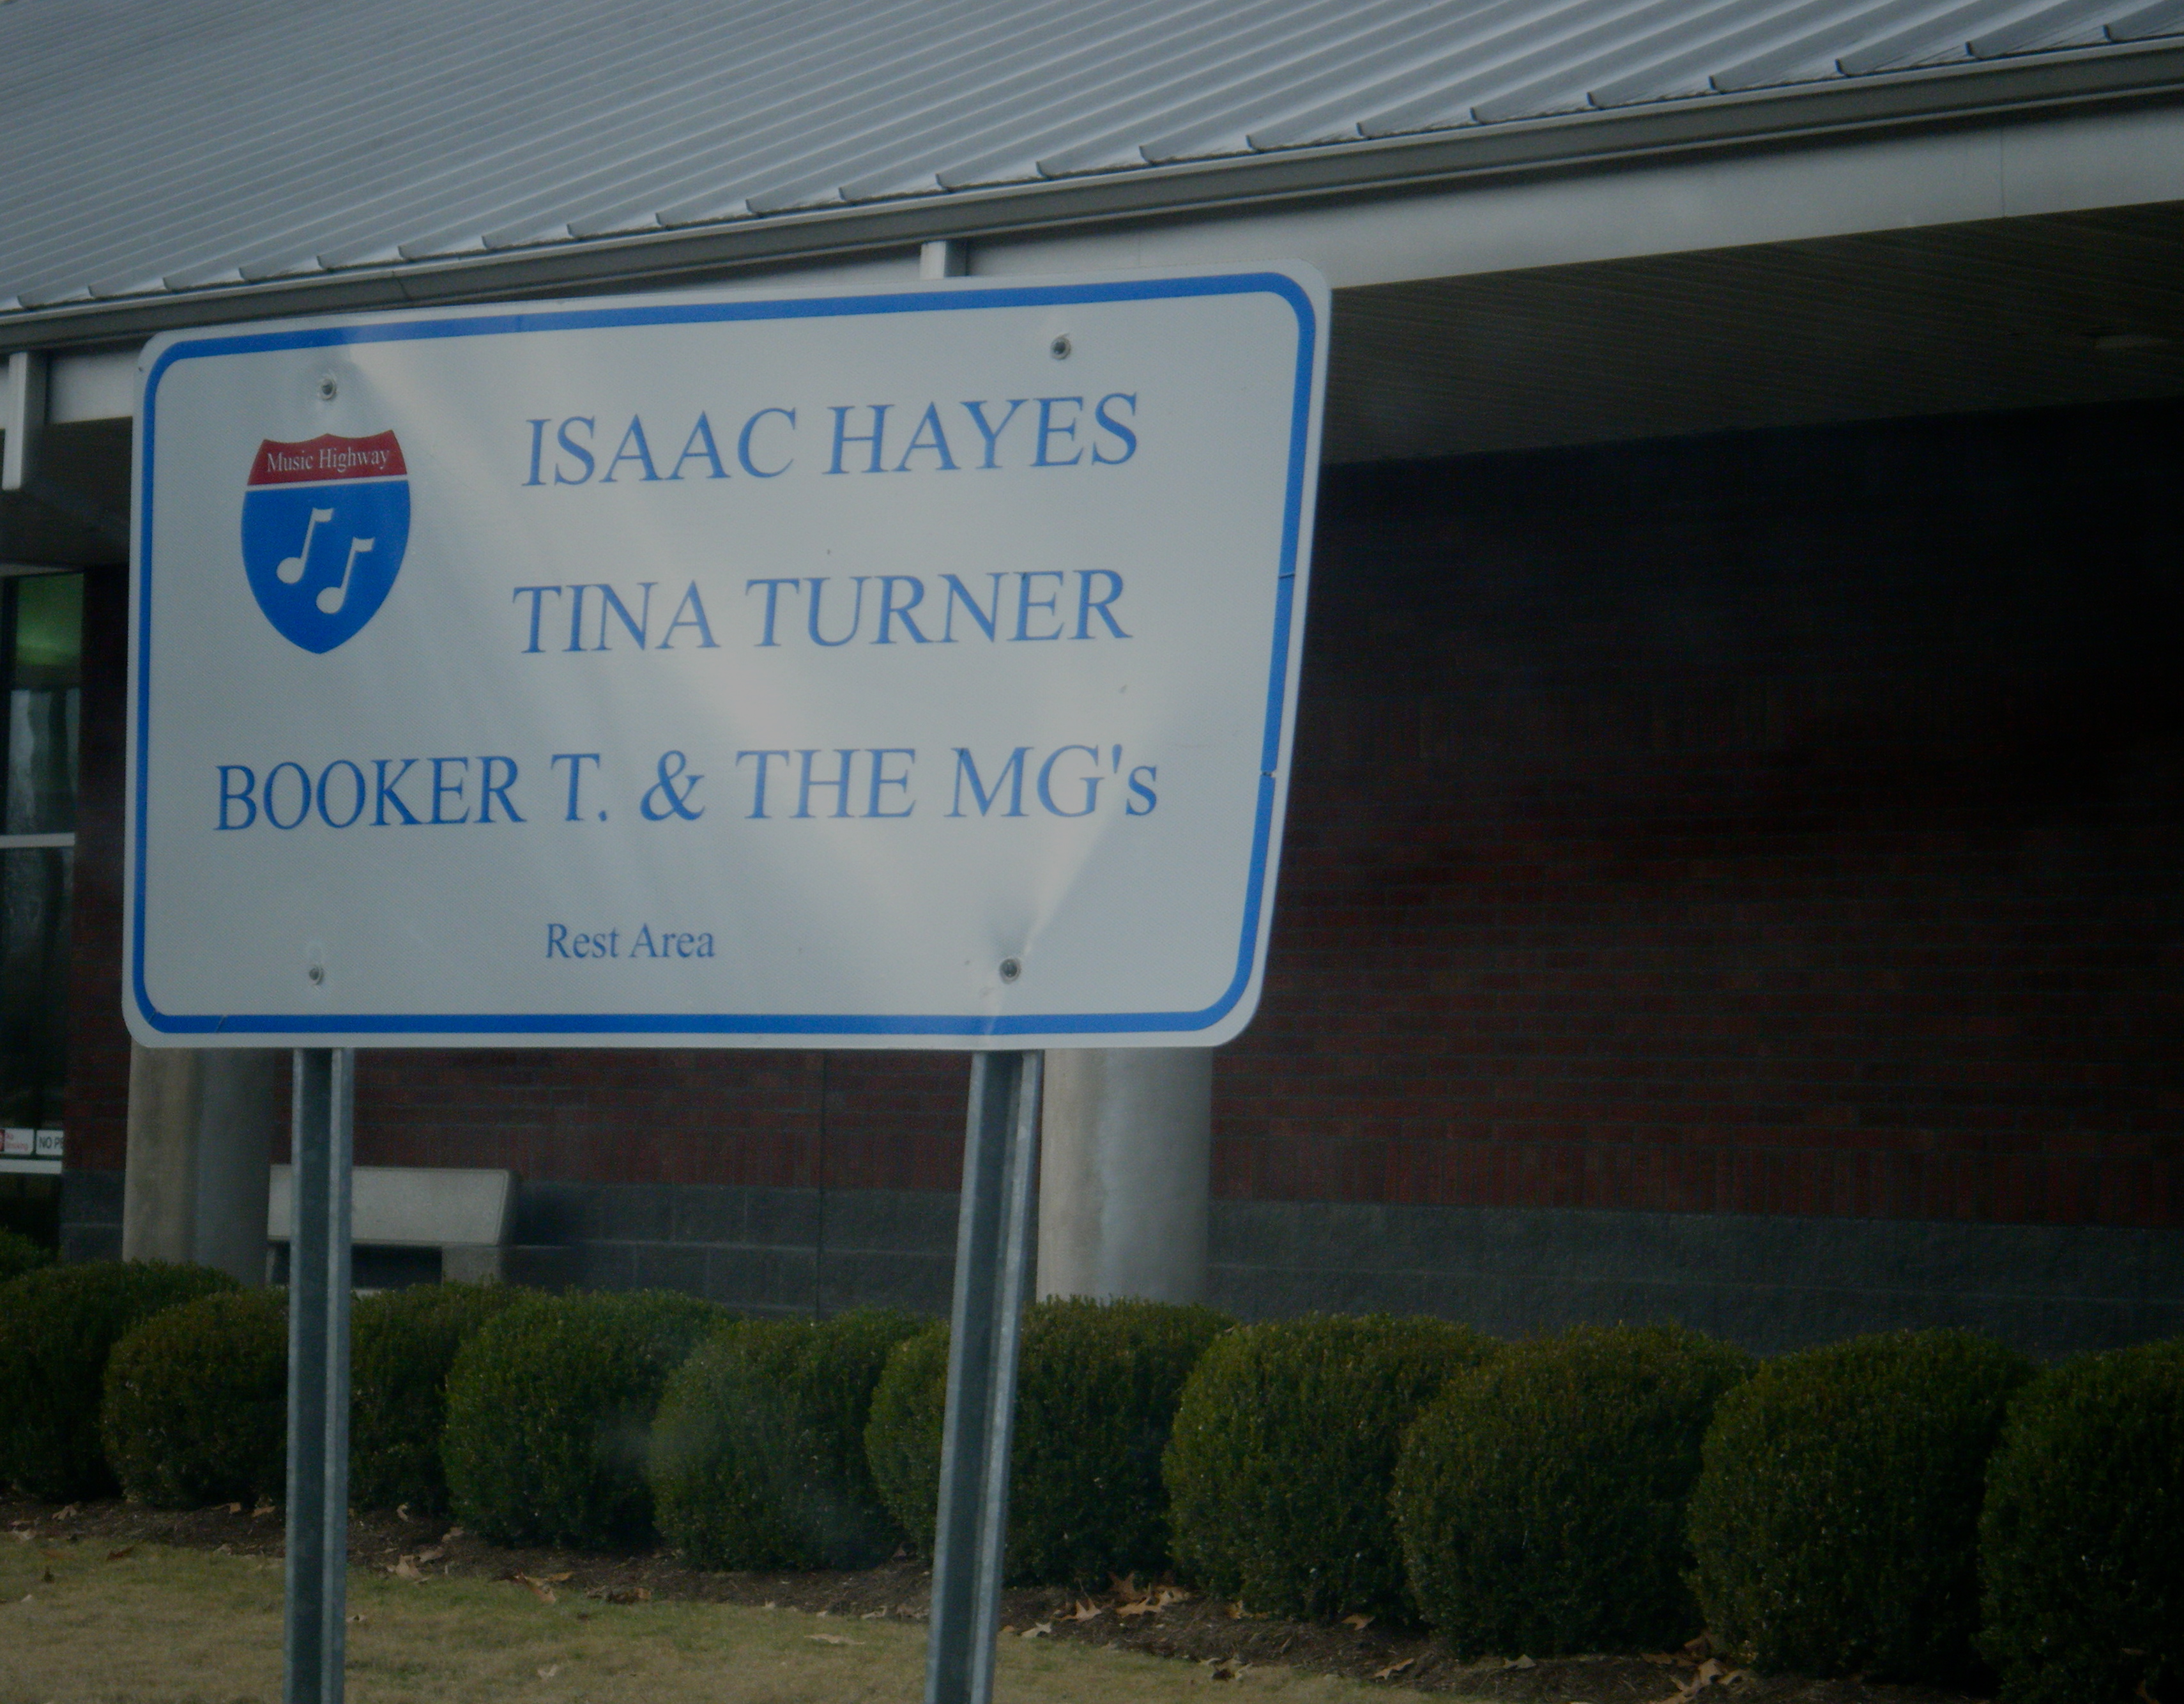 Music Highway
ISAAC HAYES
TINA TURNER
BOOKER T. & THE MG's
Rest Area